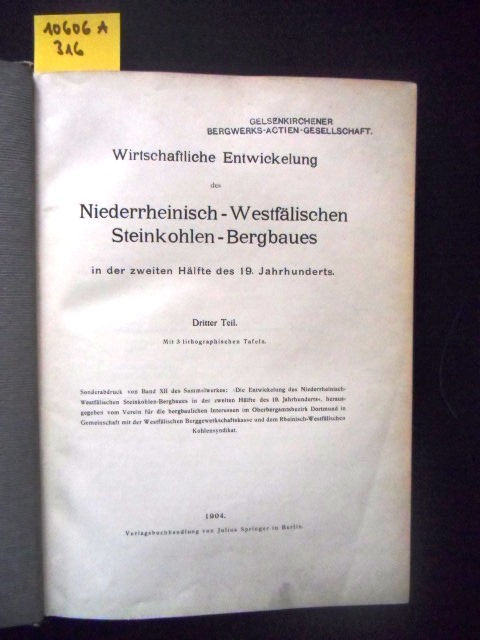 10606 A
316
GELSENKIRCHENER
BERGWERKS-ACTIEN-GESELLSCHAFT.
Wirtschaftliche Entwickelung
des
Niederrheinisch-Westfälischen
Steinkohlen-Bergbaues
in der zweiten Hälfte des 19. Jahrhunderts.
Dritter Teil.
Mit 3 lithographischen Tafeln.
Sonderabdruck von Band XII des Sammelwerkes: »Die Entwickelung des Niederrheinisch-
Westfälischen Steinkohlen-Bergbaues in der zweiten Hälfte des 19. Jahrhunderts«, heraus-
gegeben vom Verein für die bergbaulichen Interessen im Oberbergamtsbezirk Dortmund in
Gemeinschaft mit der Westfälischen Berggewerkschaftskasse und dem Rheinisch-Westfälischen
Kohlensyndikat.
1904.
Verlagsbuchhandlung von Julius Springer in Berlin.